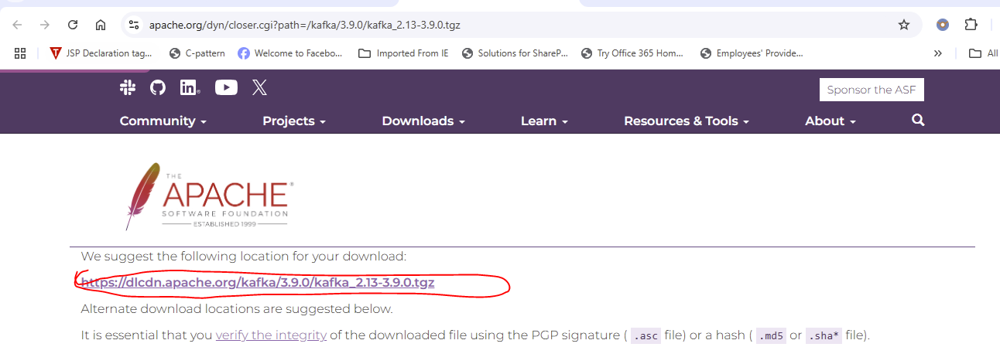 apache.org/dyn/closer.cgi?path=/kafka/3.9.0/kafka_2.13-3.9.0.tgz
JSP Declaration tag... C-pattern Welcome to Facebo... Imported From IE Solutions for ShareP... Try Office 365 Hom... Employees' Provide... » All
Sponsor the ASF
Community Projects Downloads Learn Resources & Tools About
THE
APACHE®
SOFTWARE FOUNDATION
ESTABLISHED 1999
We suggest the following location for your download:
https://dlcdn.apache.org/kafka/3.9.0/kafka_2.13-3.9.0.tgz
Alternate download locations are suggested below.
It is essential that you verify the integrity of the downloaded file using the PGP signature ( .asc file) or a hash ( .md5 or .sha* file).